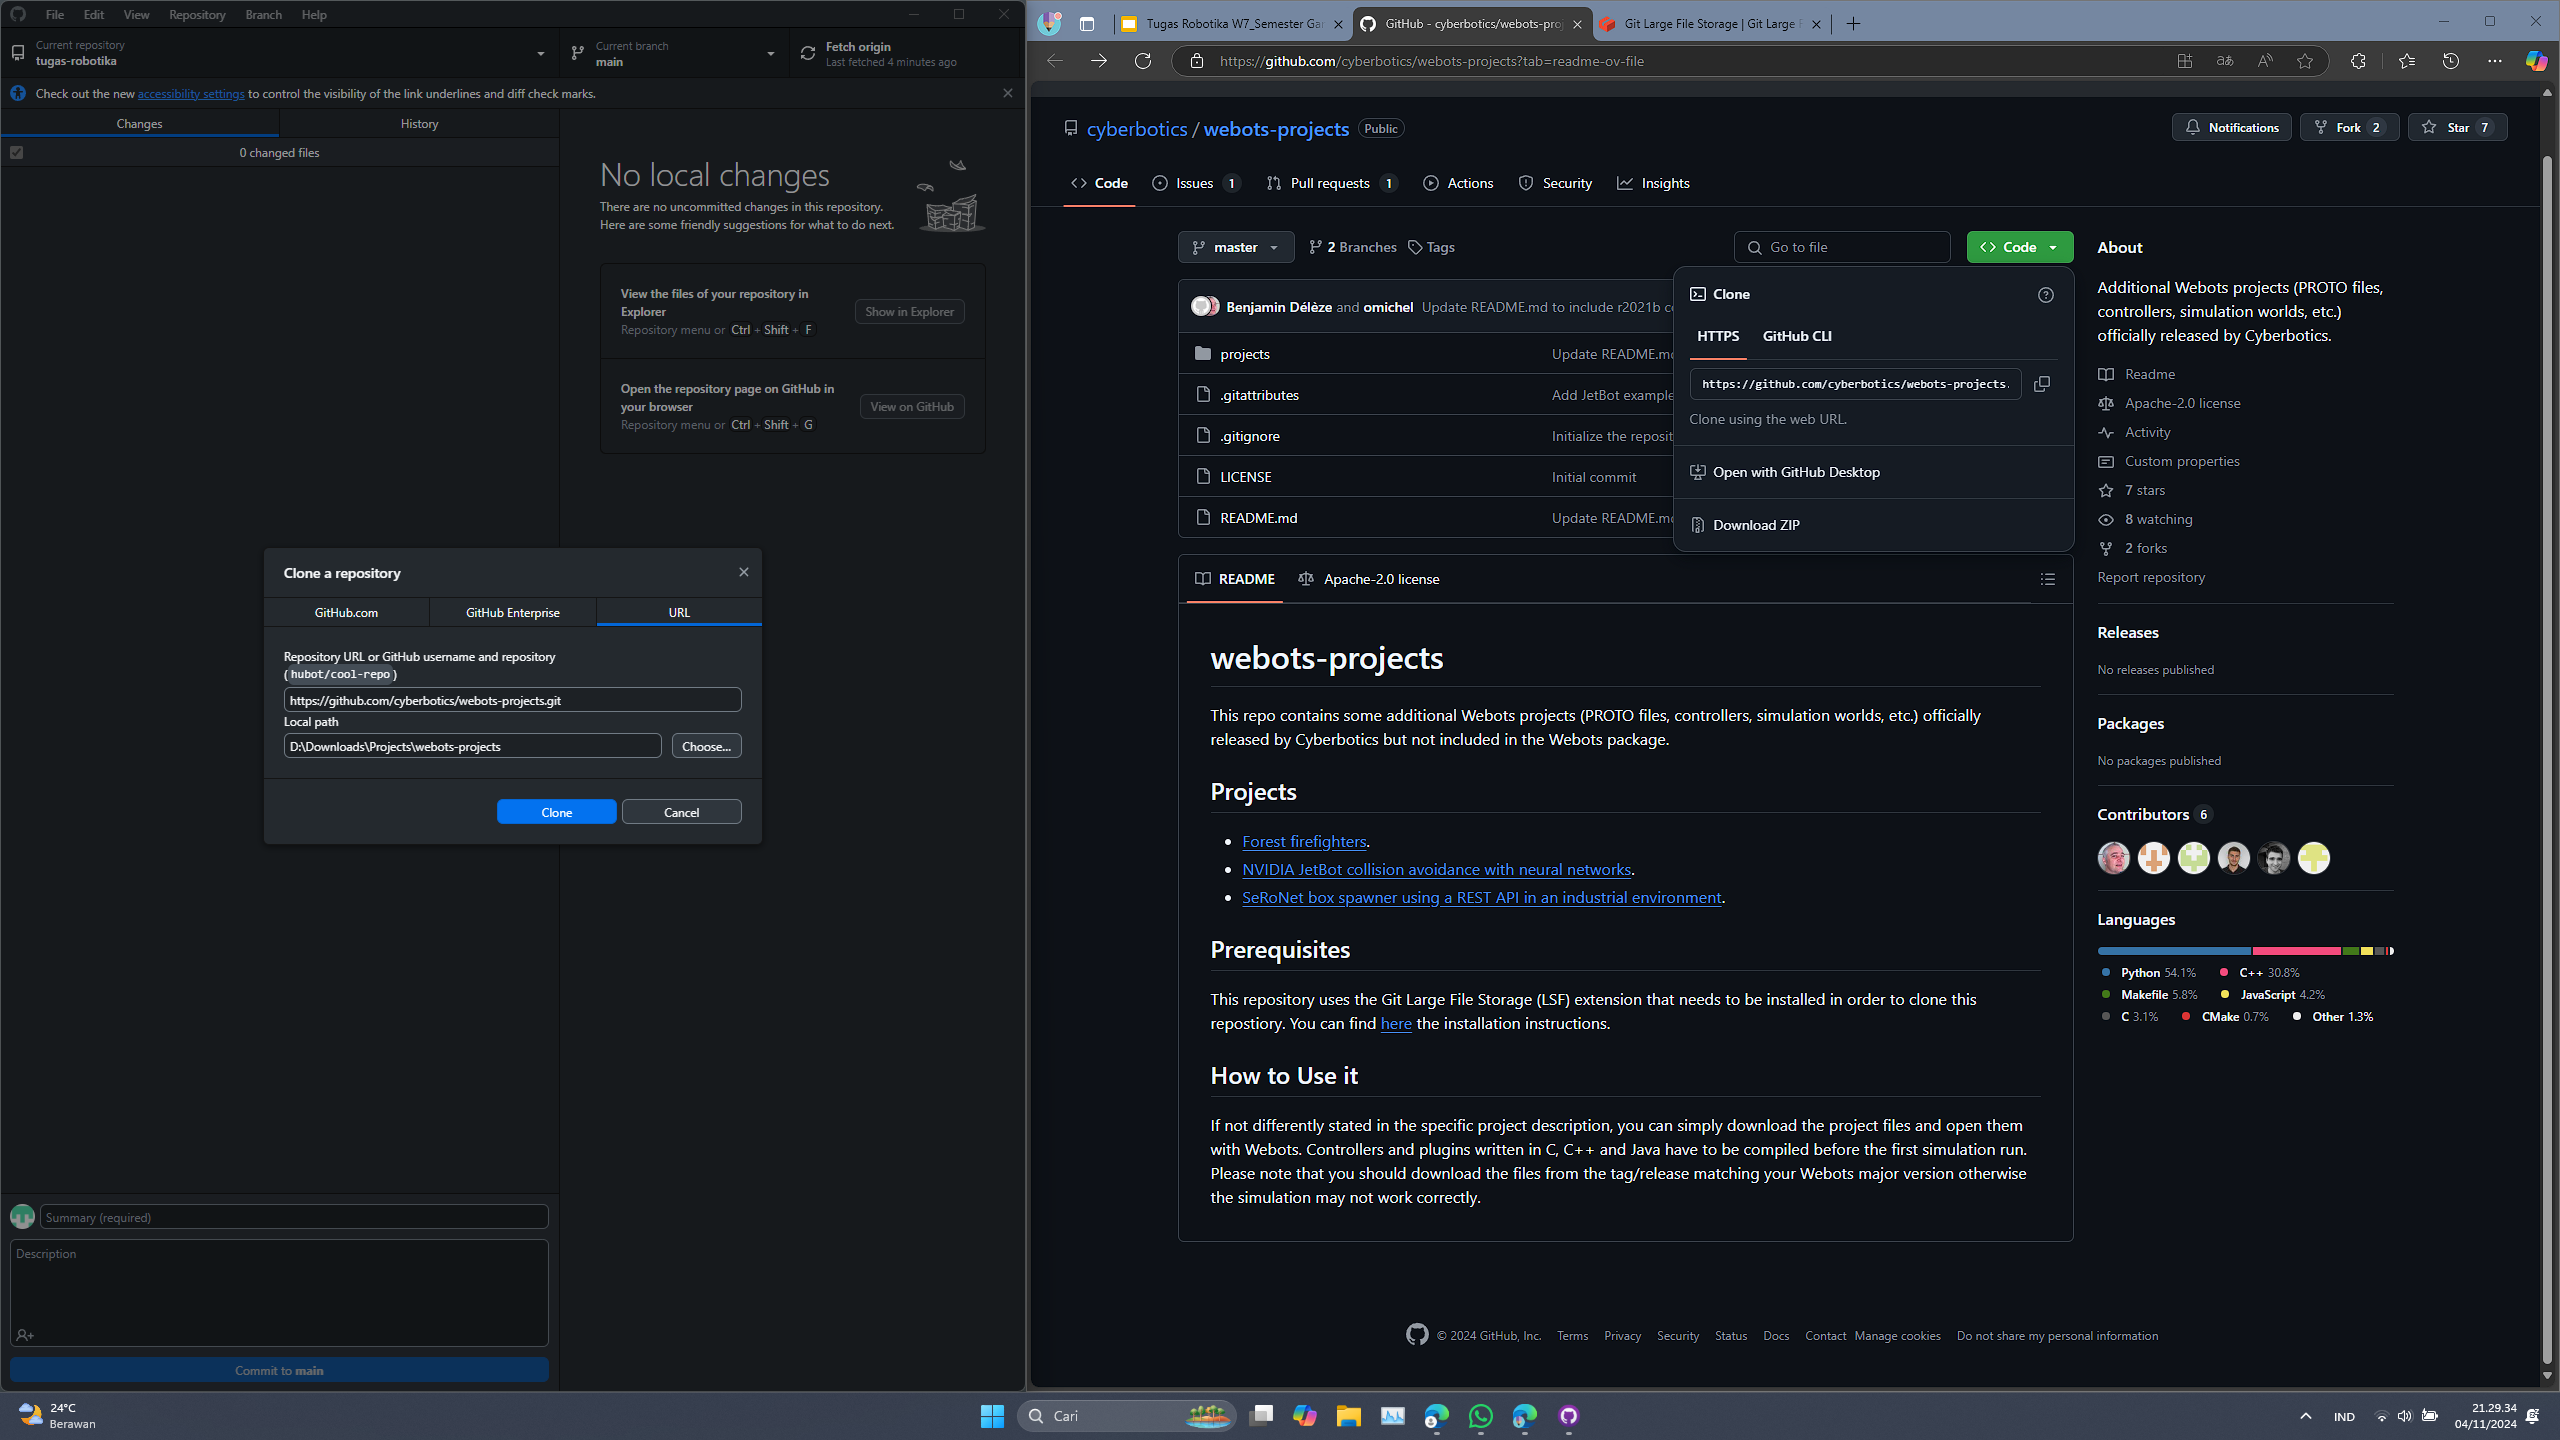 File Edit View Repository Branch Help
Current repository
tugas-robotika
Current branch
main
Fetch origin
Last fetched 4 minutes ago
Check out the new accessibility settings to control the visibility of the link underlines and diff check marks.
Changes
History
0 changed files
No local changes
There are no uncommitted changes in this repository.
Here are some friendly suggestions for what to do next.
View the files of your repository in
Explorer
Repository menu or Ctrl + Shift + F
Show in Explorer
Open the repository page on GitHub in
your browser
Repository menu or Ctrl + Shift + G
View on GitHub
Clone a repository
GitHub.com
GitHub Enterprise
URL
Repository URL or GitHub username and repository
(hubot/cool-repo)
https://github.com/cyberbotics/webots-projects.git
Local path
D:\Downloads\Projects\webots-projects
Choose...
Clone
Cancel
Summary (required)
Description
Commit to main
Tugas Robotika W7_Semester Gan
GitHub - cyberbotics/webots-proj
Git Large File Storage | Git Large F
https://github.com/cyberbotics/webots-projects?tab=readme-ov-file
cyberbotics / webots-projects Public
Notifications
Fork 2
Star 7
Code
Issues 1
Pull requests 1
Actions
Security
Insights
master
2 Branches
Tags
Go to file
Code
Benjamin Délèze and omichel Update README.md to include r2021b co
projects Update README.md
.gitattributes Add JetBot example
.gitignore Initialize the reposit
LICENSE Initial commit
README.md Update README.md
Clone
HTTPS
GitHub CLI
https://github.com/cyberbotics/webots-projects.
Clone using the web URL.
Open with GitHub Desktop
Download ZIP
README
Apache-2.0 license
webots-projects
This repo contains some additional Webots projects (PROTO files, controllers, simulation worlds, etc.) officially
released by Cyberbotics but not included in the Webots package.
Projects
• Forest firefighters.
• NVIDIA JetBot collision avoidance with neural networks.
• SeRoNet box spawner using a REST API in an industrial environment.
Prerequisites
This repository uses the Git Large File Storage (LSF) extension that needs to be installed in order to clone this
repostiory. You can find here the installation instructions.
How to Use it
If not differently stated in the specific project description, you can simply download the project files and open them
with Webots. Controllers and plugins written in C, C++ and Java have to be compiled before the first simulation run.
Please note that you should download the files from the tag/release matching your Webots major version otherwise
the simulation may not work correctly.
About
Additional Webots projects (PROTO files,
controllers, simulation worlds, etc.)
officially released by Cyberbotics.
Readme
Apache-2.0 license
Activity
Custom properties
7 stars
8 watching
2 forks
Report repository
Releases
No releases published
Packages
No packages published
Contributors 6
Languages
Python 54.1% C++ 30.8%
Makefile 5.8% JavaScript 4.2%
C 3.1% CMake 0.7% Other 1.3%
© 2024 GitHub, Inc. Terms Privacy Security Status Docs Contact Manage cookies Do not share my personal information
24°C
Berawan
Cari
IND
21.29.34
04/11/2024